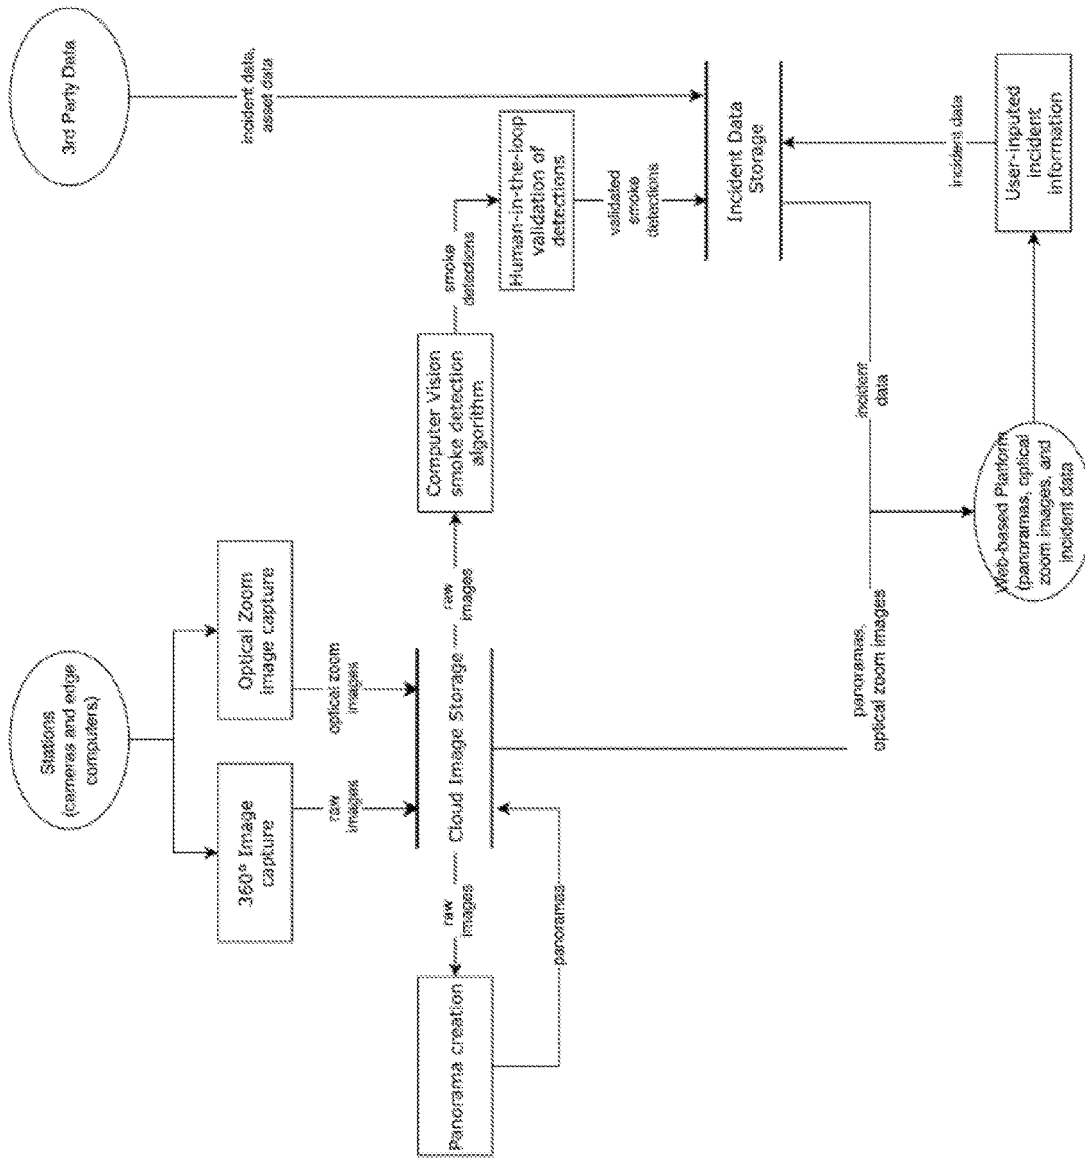 3rd Party Data
incident data,
asset data
Stations
(cameras and edge
computers)
Optical Zoom
image capture
360° Image
capture
optical zoom
images
raw
images
Cloud Image Storage
raw
images
raw
images
Panorama creation
panoramas
Computer Vision
smoke detection
algorithm
smoke
detections
Human-in-the-loop
validation of
detections
validated
smoke
detections
Incident Data
Storage
incident data
User-inputed
incident
information
incident
data
panoramas,
optical zoom images
Web-based Platform
(panoramas, optical
zoom images, and
incident data